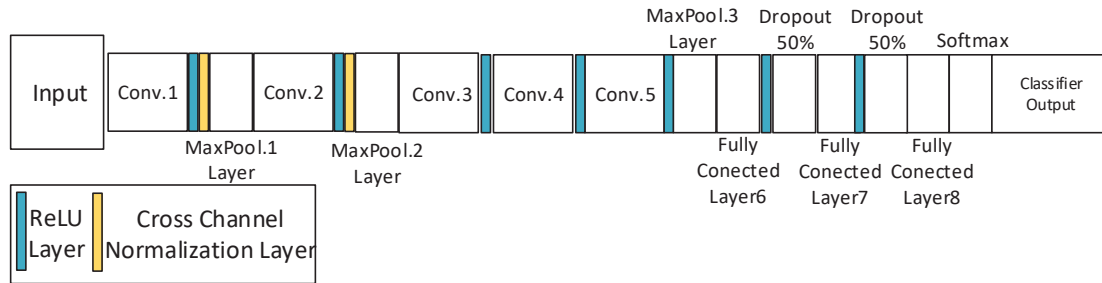 MaxPool.3
Layer
Dropout
50%
Dropout
50%
Softmax
Input
Conv.1
Conv.2
Conv.3
Conv.4
Conv.5
Classifier
Output
MaxPool.1
Layer
MaxPool.2
Layer
Fully
Conected
Layer6
Fully
Conected
Layer7
Fully
Conected
Layer8
ReLU
Layer
Cross Channel
Normalization Layer